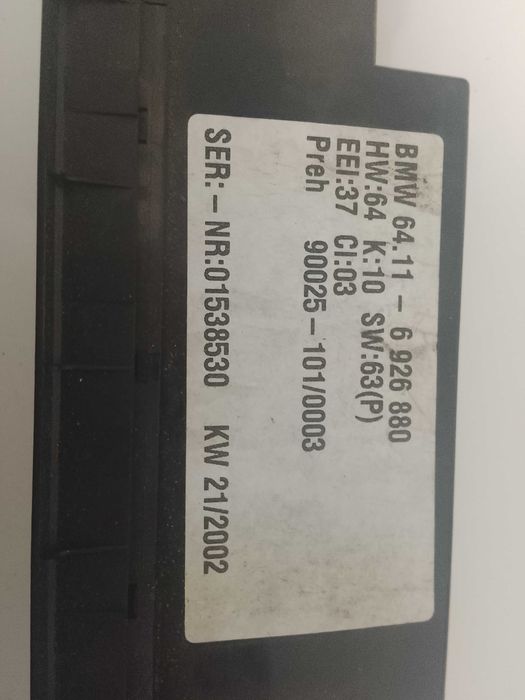 BMW 64.11 - 6 926 880
HW:64 K:10 SW:63(P)
EEI:37 CI:03
Preh 90025-101/0003
SER:-NR:01538530 KW 21/2002